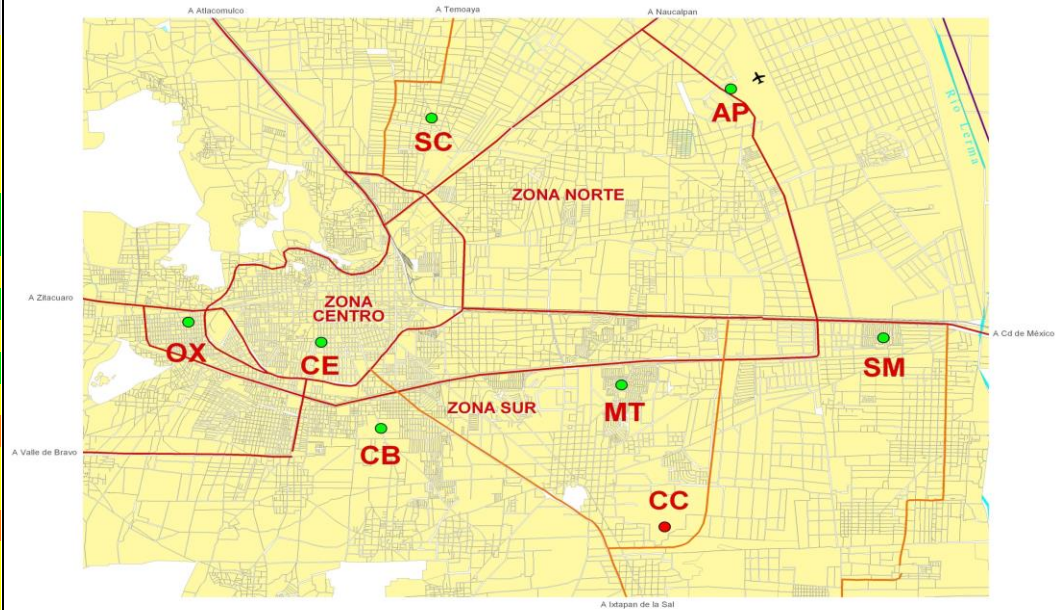 A Atlacomulco
A Temoaya
A Naucalpan
AP
SC
Río Lerma
ZONA NORTE
A Zitacuaro
ZONA
CENTRO
A Cd de México
OX
CE
SM
ZONA SUR
MT
CB
A Valle de Bravo
CC
A Ixtapan de la Sal